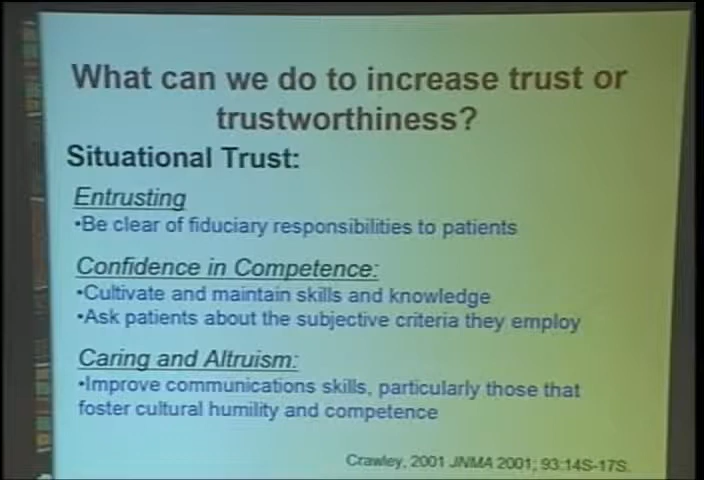 What can we do to increase trust or
trustworthiness?
Situational Trust:
Entrusting
•Be clear of fiduciary responsibilities to patients
Confidence in Competence:
•Cultivate and maintain skills and knowledge
•Ask patients about the subjective criteria they employ
Caring and Altruism:
•Improve communications skills, particularly those that
foster cultural humility and competence
Crawley, 2001 JNMA 2001; 93:14S-17S.